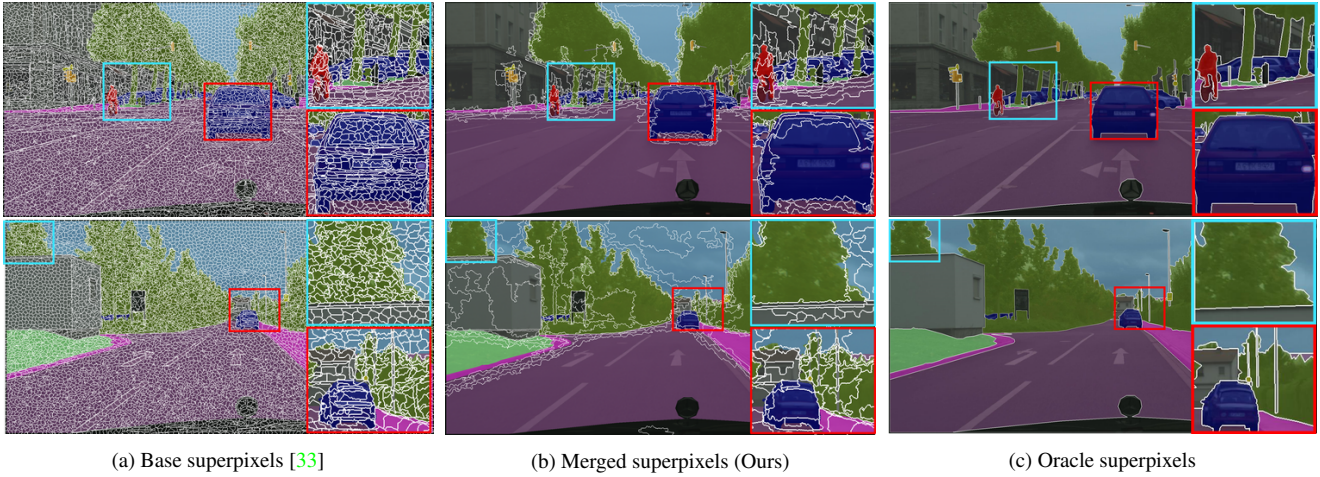 (a) Base superpixels [33]
(b) Merged superpixels (Ours)
(c) Oracle superpixels